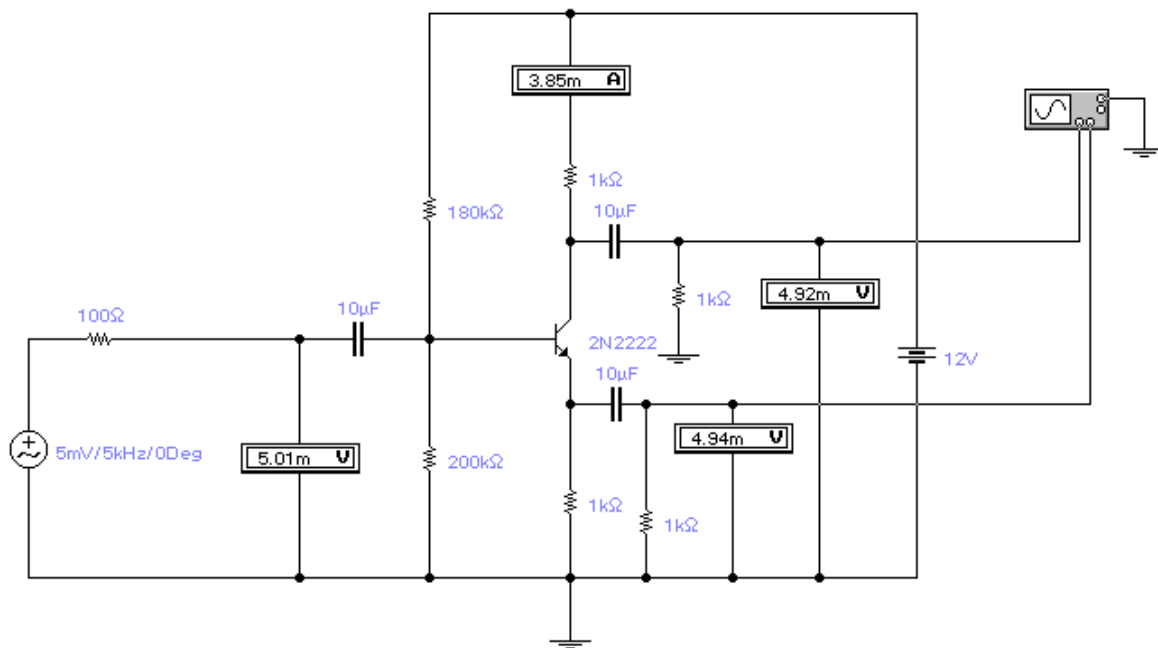 3.85m A
1kΩ
10µF
180kΩ
1kΩ
4.92m V
100Ω
10µF
2N2222
10µF
12V
5mV/5kHz/0Deg
5.01m V
200kΩ
4.94m V
1kΩ
1kΩ